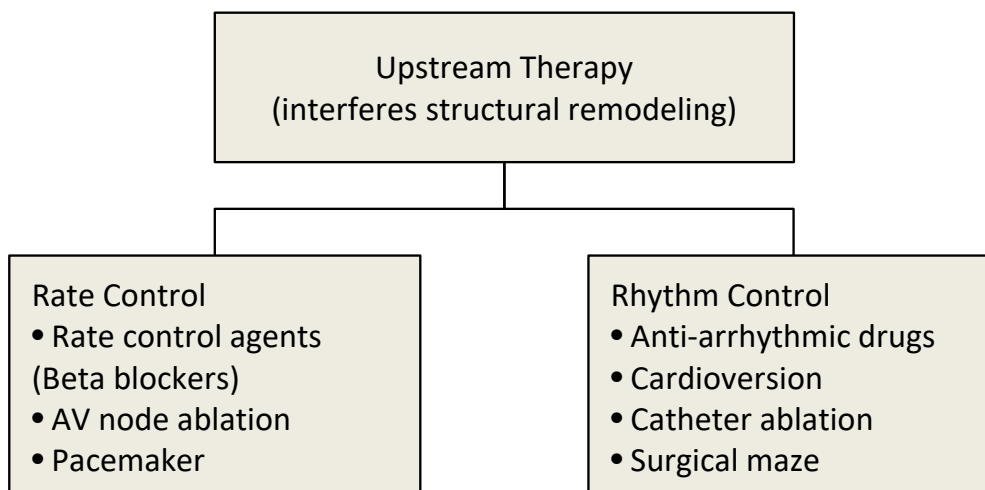 Upstream Therapy
(interferes structural remodeling)
Rate Control
• Rate control agents
(Beta blockers)
• AV node ablation
• Pacemaker
Rhythm Control
• Anti-arrhythmic drugs
• Cardioversion
• Catheter ablation
• Surgical maze